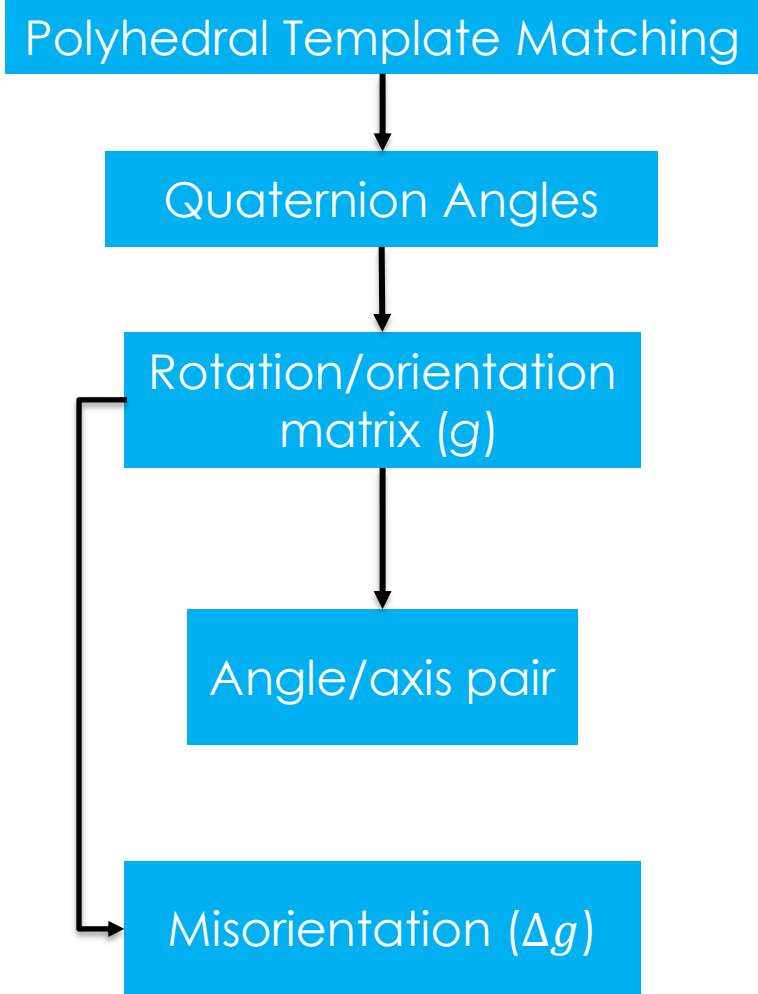 Polyhedral Template Matching
Quaternion Angles
Rotation/orientation
matrix (g)
Angle/axis pair
Misorientation (Δg)